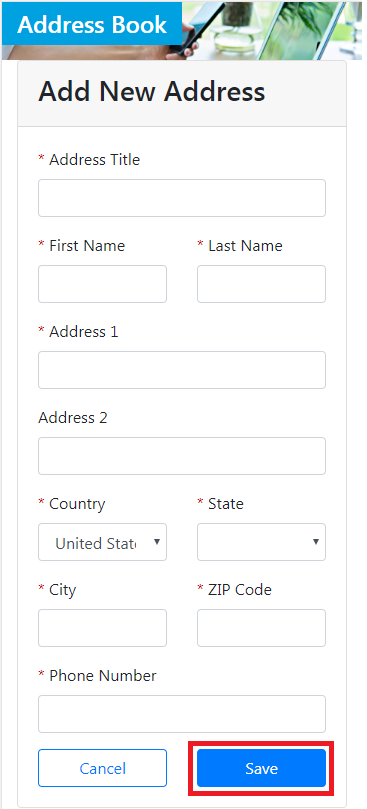 Address Book
Add New Address
* Address Title
* First Name * Last Name
* Address 1
Address 2
* Country * State
United State
* City * ZIP Code
* Phone Number
Cancel Save